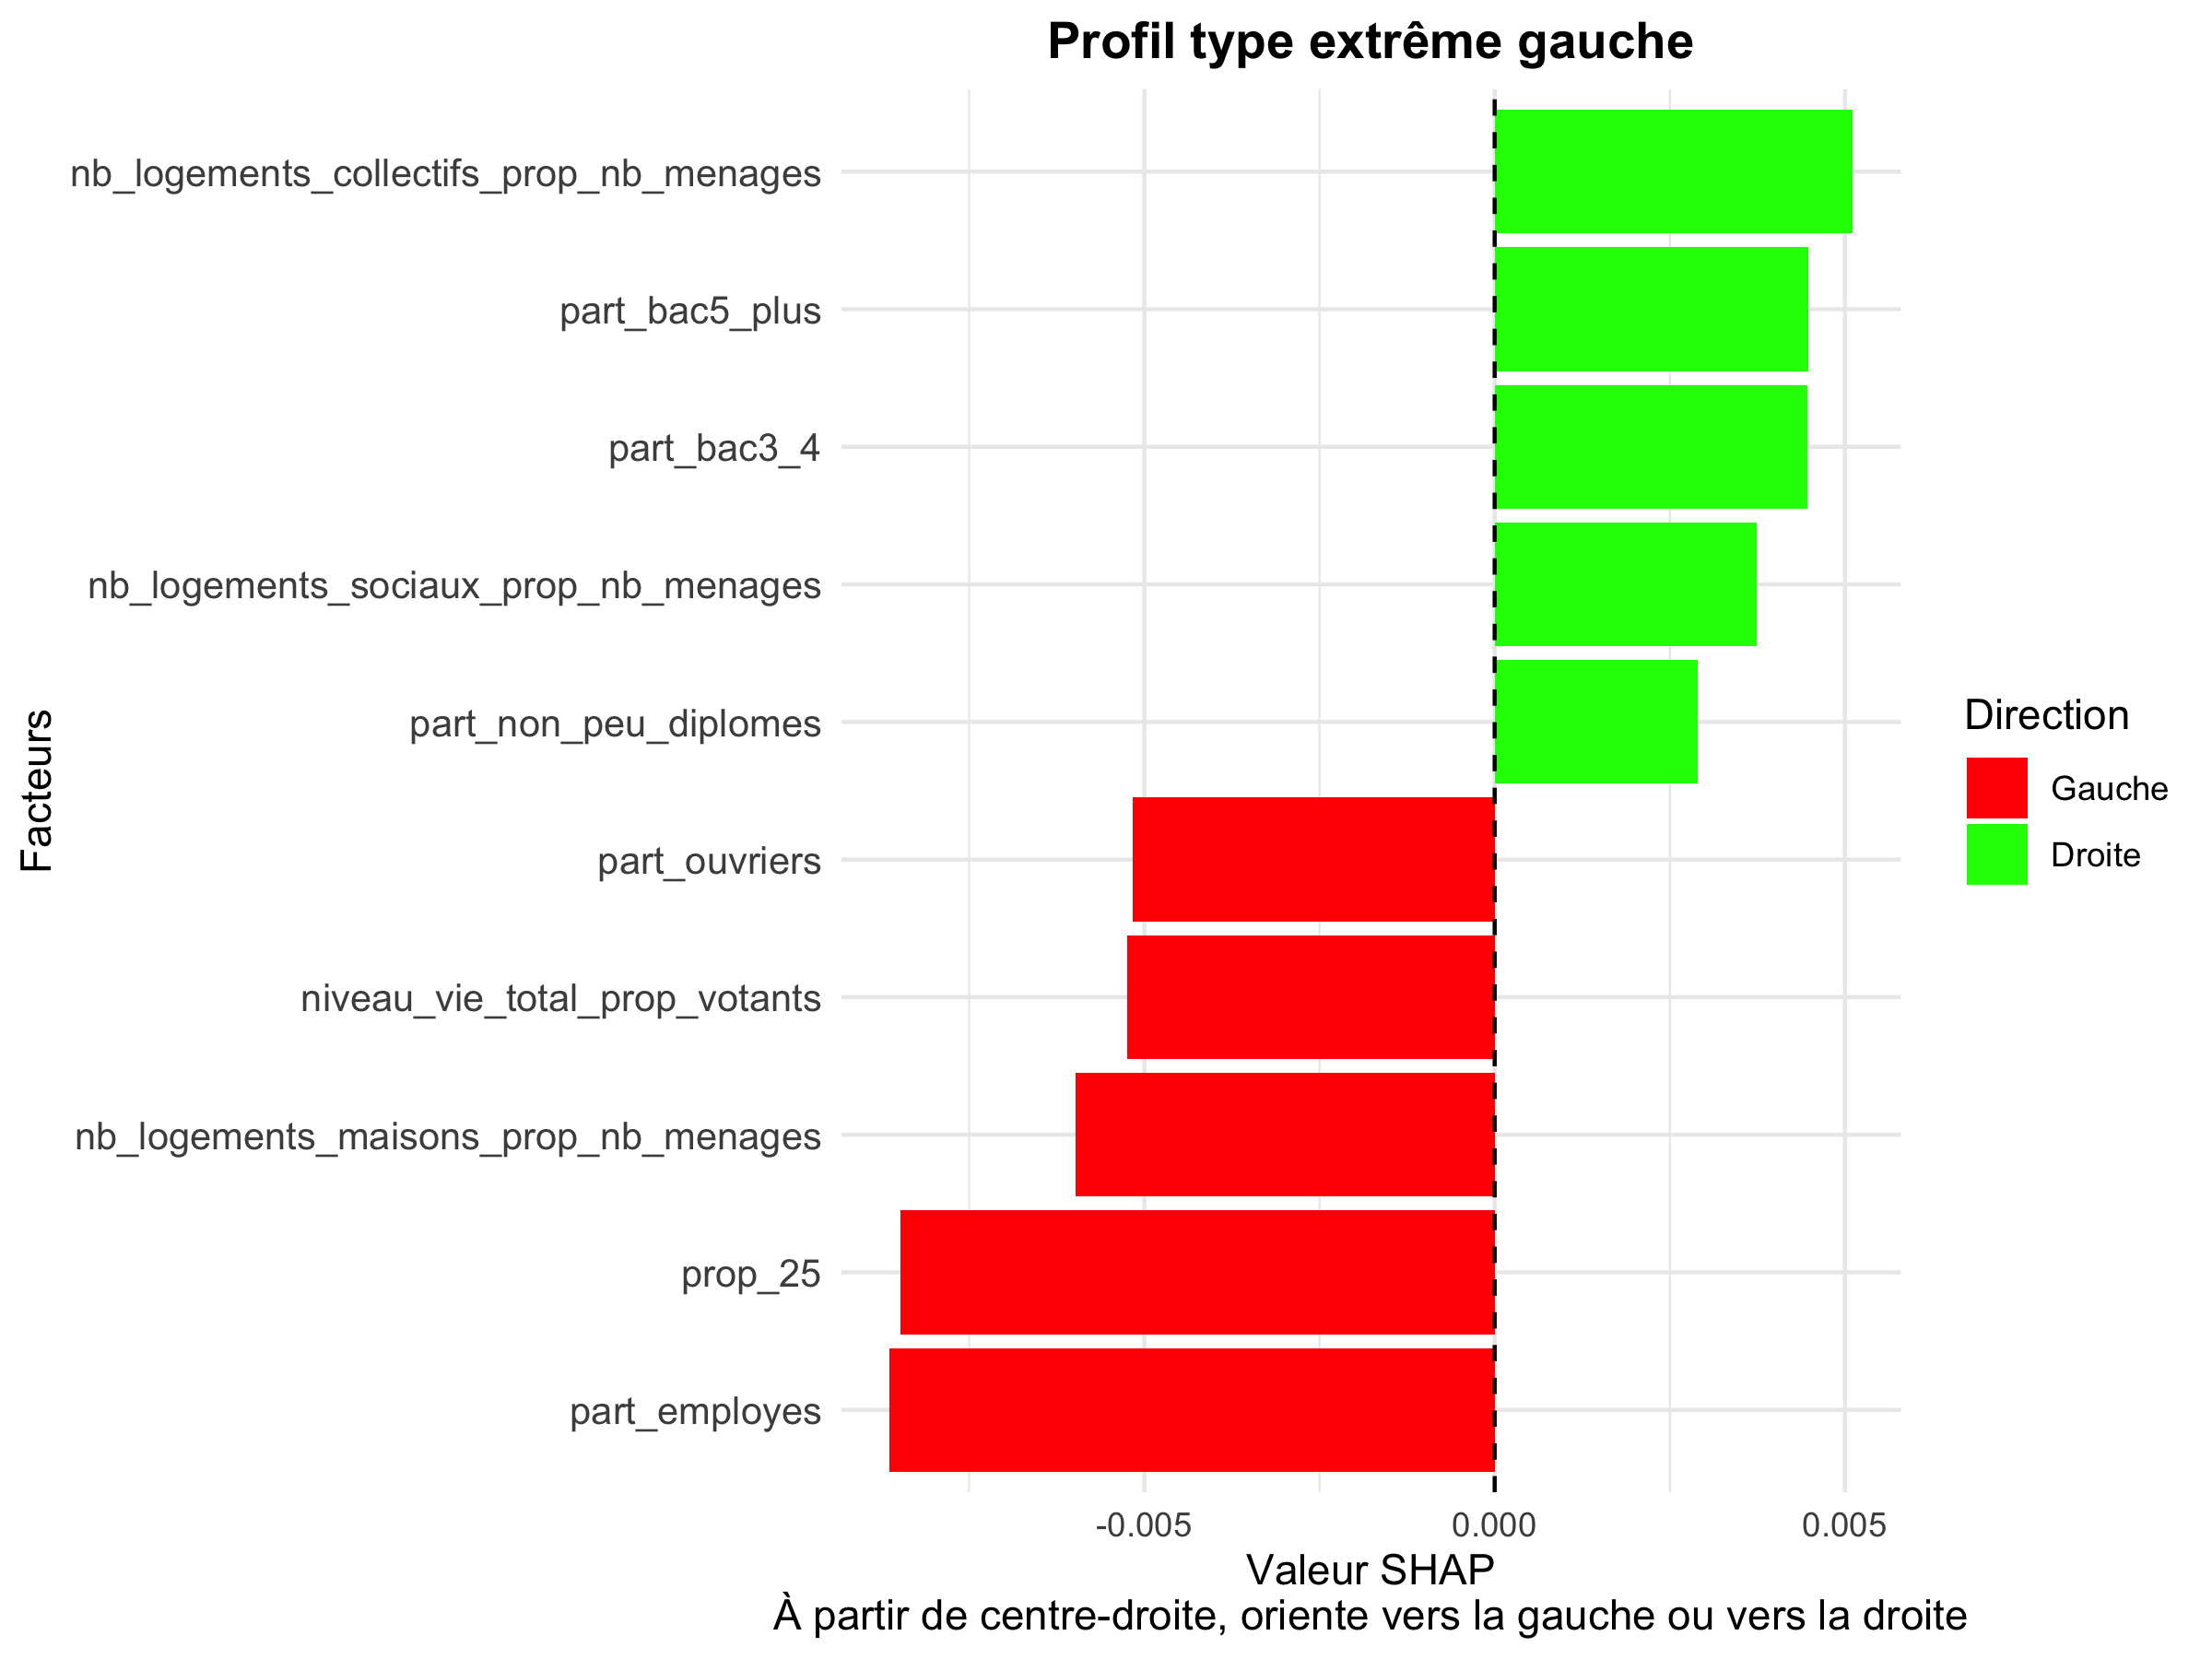 Profil type extrême gauche
nb_logements_collectifs_prop_nb_menages
part_bac5_plus
part_bac3_4
nb_logements_sociaux_prop_nb_menages
part_non_peu_diplomes
part_ouvriers
niveau_vie_total_prop_votants
nb_logements_maisons_prop_nb_menages
prop_25
part_employes
Facteurs
-0.005 0.000 0.005
Valeur SHAP
À partir de centre-droite, oriente vers la gauche ou vers la droite
Direction
Gauche
Droite